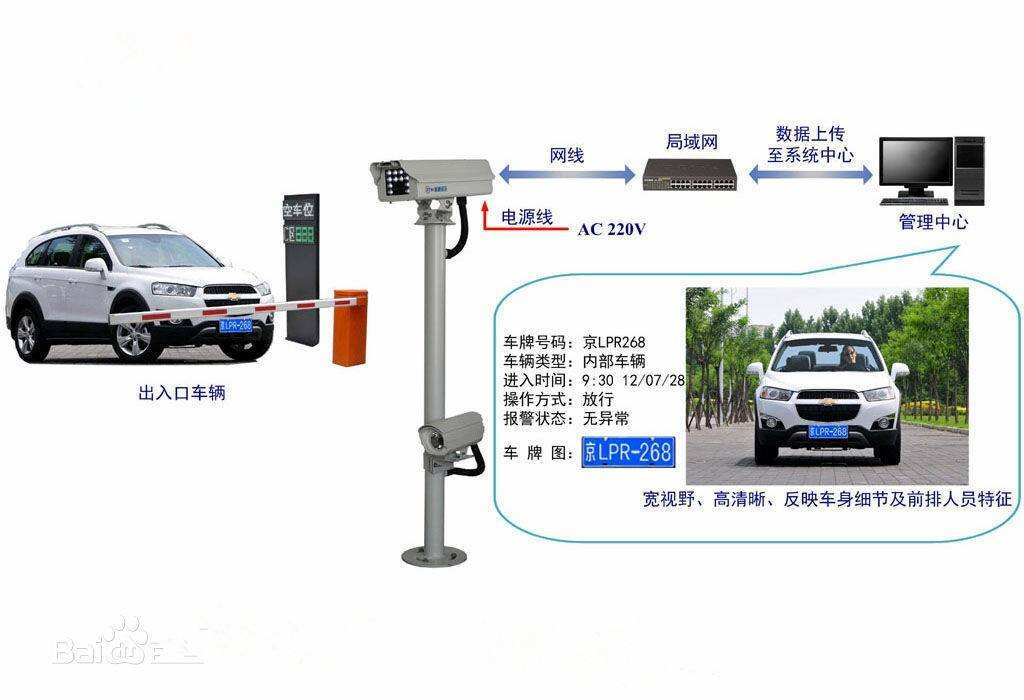 空车位
京LPR-268
出入口车辆
网线
局域网
数据上传
至系统中心
电源线
AC 220V
管理中心
车牌号码：京LPR268
车辆类型：内部车辆
进入时间：9:30 12/07/28
操作方式：放行
报警状态：无异常
车 牌 图：京LPR-268
京LPR-268
宽视野、高清晰、反映车身细节及前排人员特征
Bai